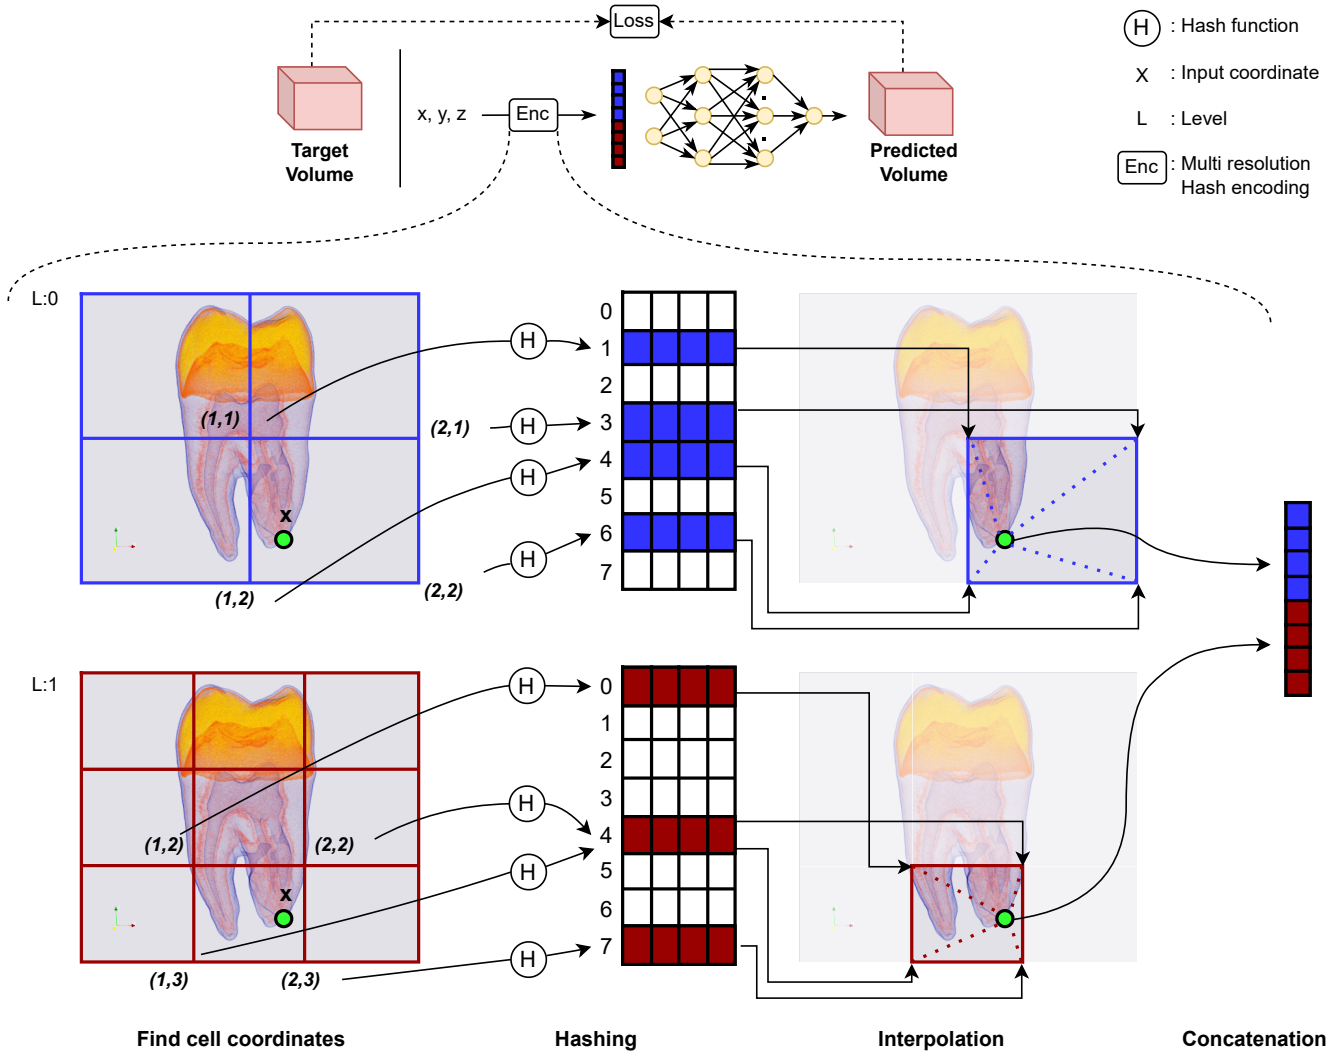 Loss
H : Hash function
x : Input coordinate
L : Level
Enc : Multi resolution
Hash encoding
x, y, z
Enc
Target
Volume
Predicted
Volume
L:0
(1,1)
(2,1)
x
(1,2)
(2,2)
H
H
H
H
0
1
2
3
4
5
6
7
L:1
(1,2)
(2,2)
x
(1,3)
(2,3)
H
H
H
H
0
1
2
3
4
5
6
7
Find cell coordinates
Hashing
Interpolation
Concatenation